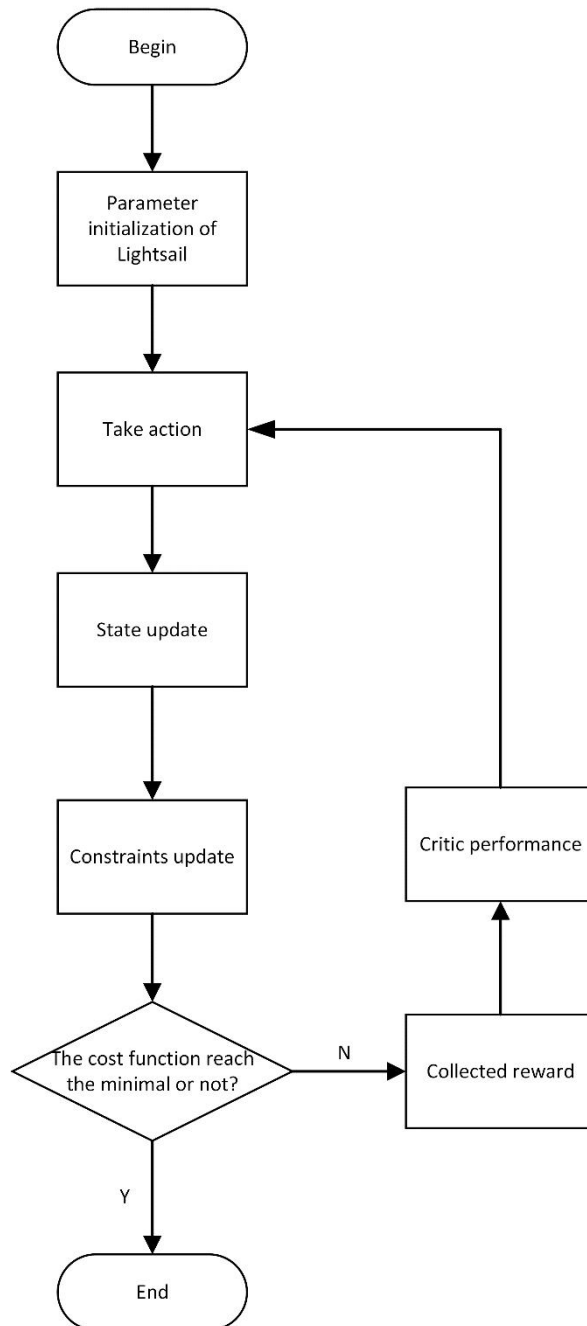 Begin
Parameter
initialization of
Lightsail
Take action
State update
Constraints update
Critic performance
The cost function reach
the minimal or not?
N
Collected reward
Y
End